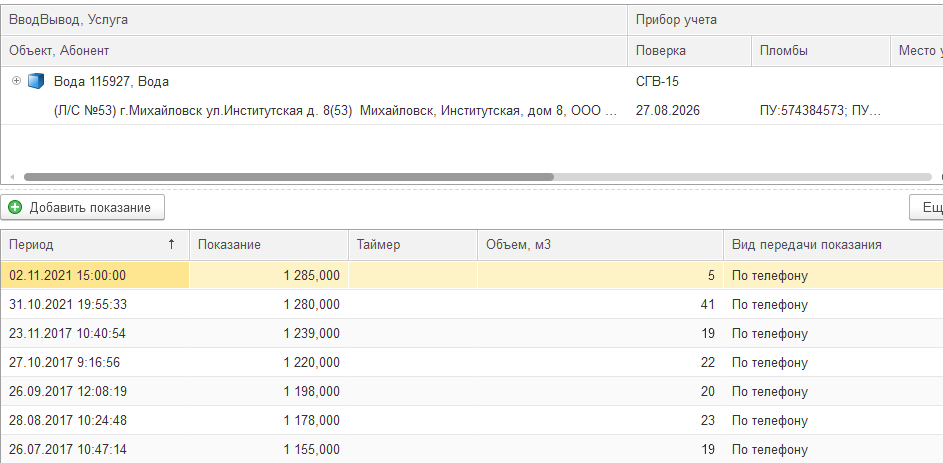 ВводВывод, Услуга Прибор учета
Объект, Абонент Поверка Пломбы Место
Вода 115927, Вода СГВ-15
(Л/С №53) г.Михайловск ул.Институтская д. 8(53) Михайловск, Институтская, дом 8, ООО ... 27.08.2026 ПУ:574384573; ПУ...
Добавить показание Ещ
Период ↑ Показание Таймер Объем, м3 Вид передачи показания
02.11.2021 15:00:00 1 285,000 5 По телефону
31.10.2021 19:55:33 1 280,000 41 По телефону
23.11.2017 10:40:54 1 239,000 19 По телефону
27.10.2017 9:16:56 1 220,000 22 По телефону
26.09.2017 12:08:19 1 198,000 20 По телефону
28.08.2017 10:24:48 1 178,000 23 По телефону
26.07.2017 10:47:14 1 155,000 19 По телефону